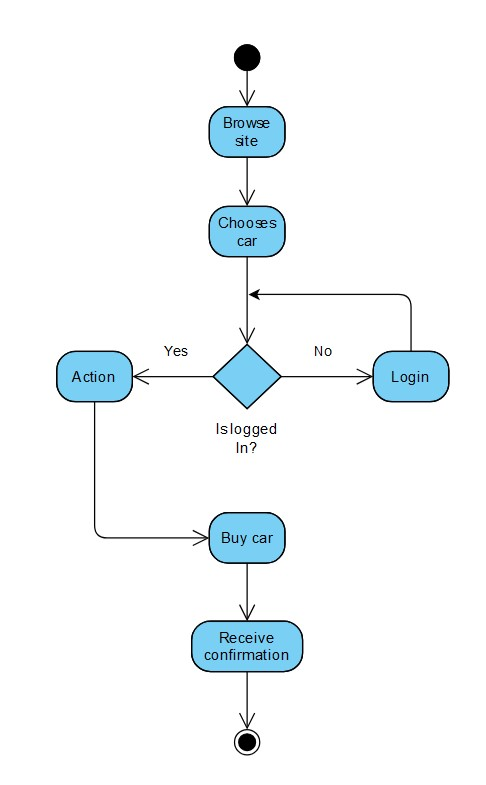 Browse
site
Chooses
car
Yes
No
Action
Login
Is logged
In?
Buy car
Receive
confirmation